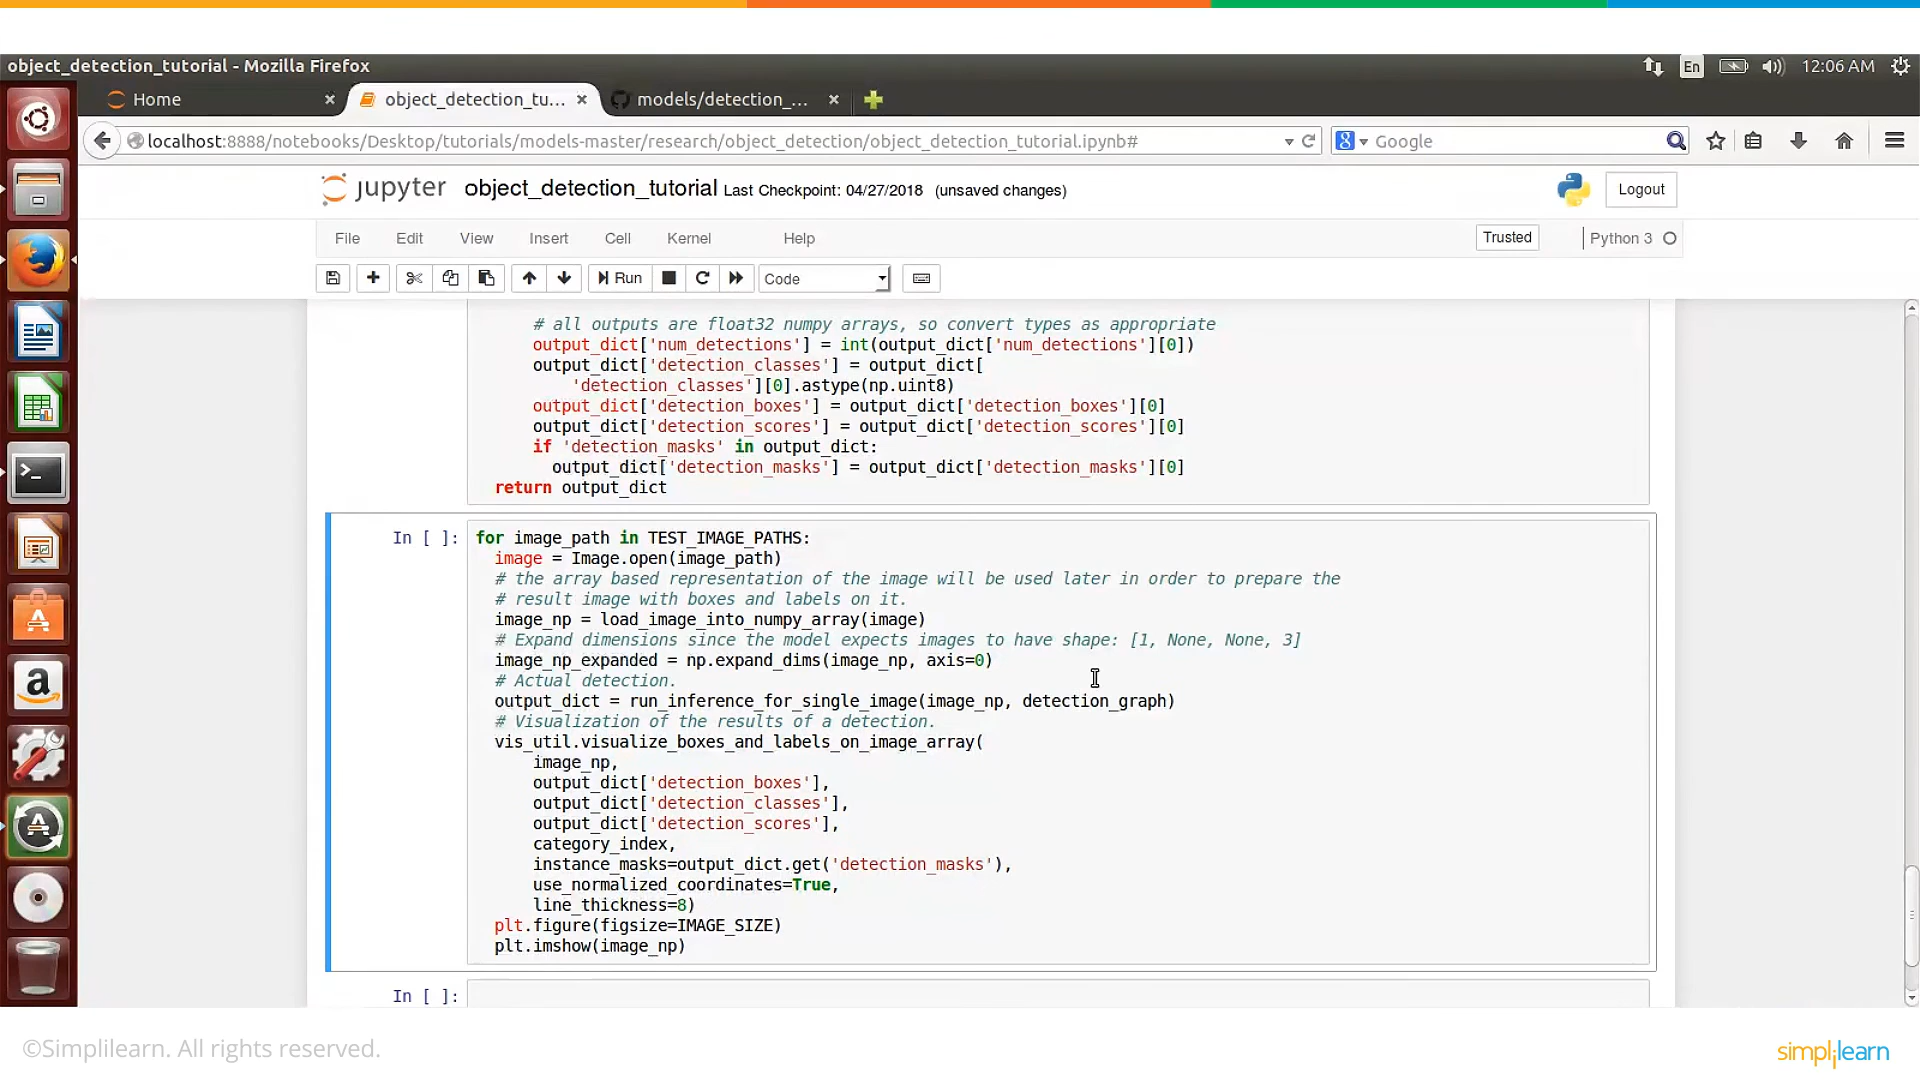 object_detection_tutorial - Mozilla Firefox
En
12:06 AM
Home
object_detection_tu...
models/detection_...
localhost:8888/notebooks/Desktop/tutorials/models-master/research/object_detection/object_detection_tutorial.ipynb#
Google
jupyter object_detection_tutorial Last Checkpoint: 04/27/2018 (unsaved changes)
Logout
File Edit View Insert Cell Kernel Help
Trusted
Python 3
Run
Code
# all outputs are float32 numpy arrays, so convert types as appropriate
output_dict['num_detections'] = int(output_dict['num_detections'][0])
output_dict['detection_classes'] = output_dict[
'detection_classes'][0].astype(np.uint8)
output_dict['detection_boxes'] = output_dict['detection_boxes'][0]
output_dict['detection_scores'] = output_dict['detection_scores'][0]
if 'detection_masks' in output_dict:
output_dict['detection_masks'] = output_dict['detection_masks'][0]
return output_dict
In [ ]:
for image_path in TEST_IMAGE_PATHS:
image = Image.open(image_path)
# the array based representation of the image will be used later in order to prepare the
# result image with boxes and labels on it.
image_np = load_image_into_numpy_array(image)
# Expand dimensions since the model expects images to have shape: [1, None, None, 3]
image_np_expanded = np.expand_dims(image_np, axis=0)
# Actual detection.
output_dict = run_inference_for_single_image(image_np, detection_graph)
# Visualization of the results of a detection.
vis_util.visualize_boxes_and_labels_on_image_array(
image_np,
output_dict['detection_boxes'],
output_dict['detection_classes'],
output_dict['detection_scores'],
category_index,
instance_masks=output_dict.get('detection_masks'),
use_normalized_coordinates=True,
line_thickness=8)
plt.figure(figsize=IMAGE_SIZE)
plt.imshow(image_np)
In [ ]:
©Simplilearn. All rights reserved.
simplilearn